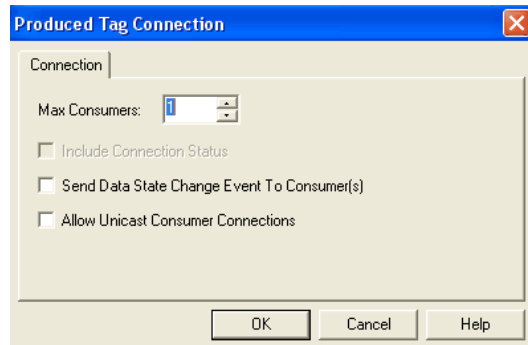 Produced Tag Connection
Connection
Max Consumers: 1
Include Connection Status
Send Data State Change Event To Consumer(s)
Allow Unicast Consumer Connections
OK Cancel Help